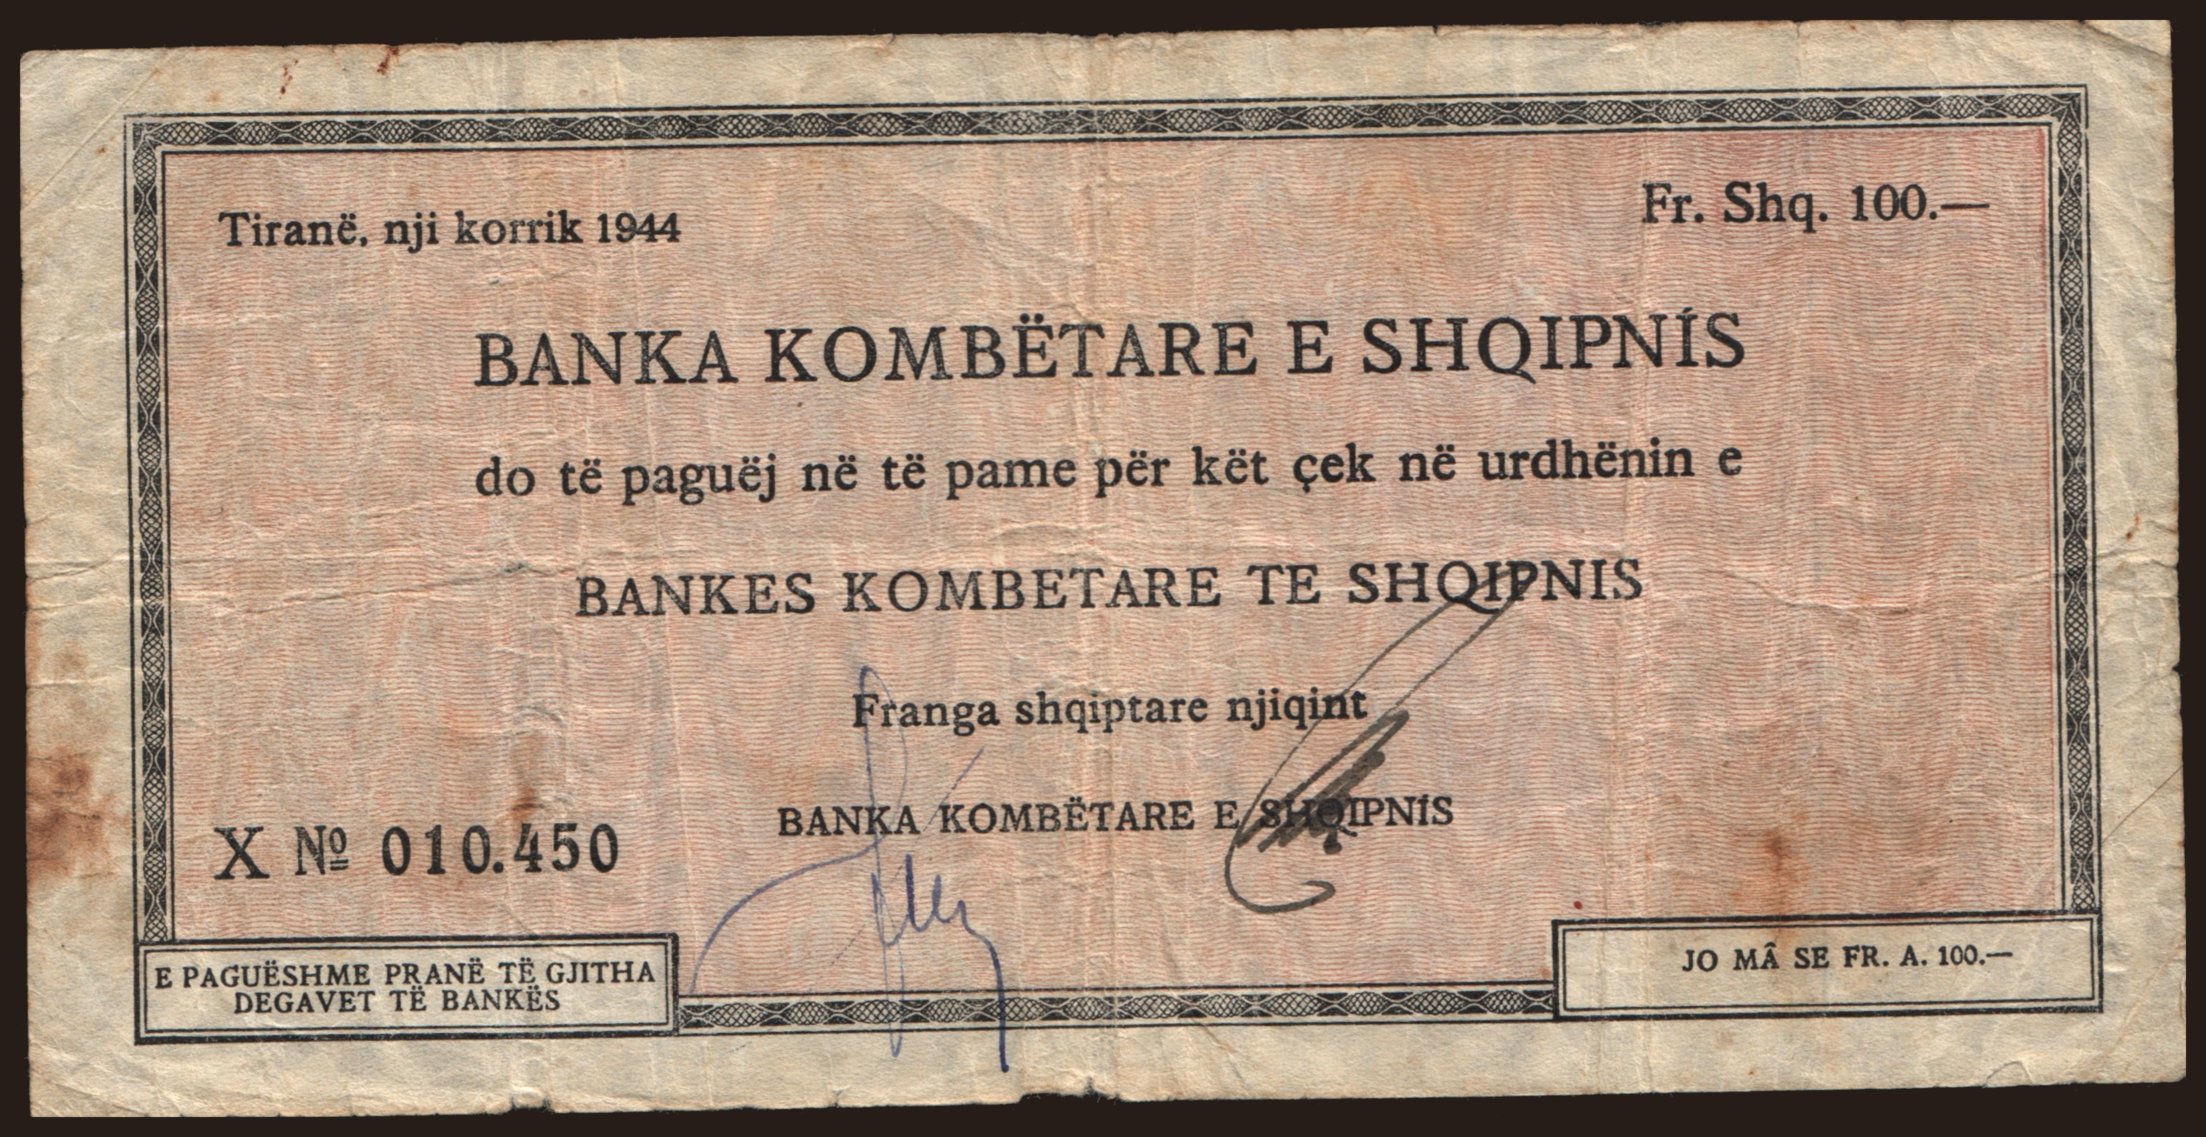 Tiranë, nji korrik 1944
Fr. Shq. 100.—
BANKA KOMBËTARE E SHQIPNÍS
do të paguëj në të pame për kët çek në urdhënin e
BANKES KOMBETARE TE SHQIPNIS
Franga shqiptare njiqint
BANKA KOMBËTARE E SHQIPNÍS
X Nº 010.450
E PAGUËSHME PRANË TË GJITHA
DEGAVET TË BANKËS
JO MÂ SE FR. A. 100.—